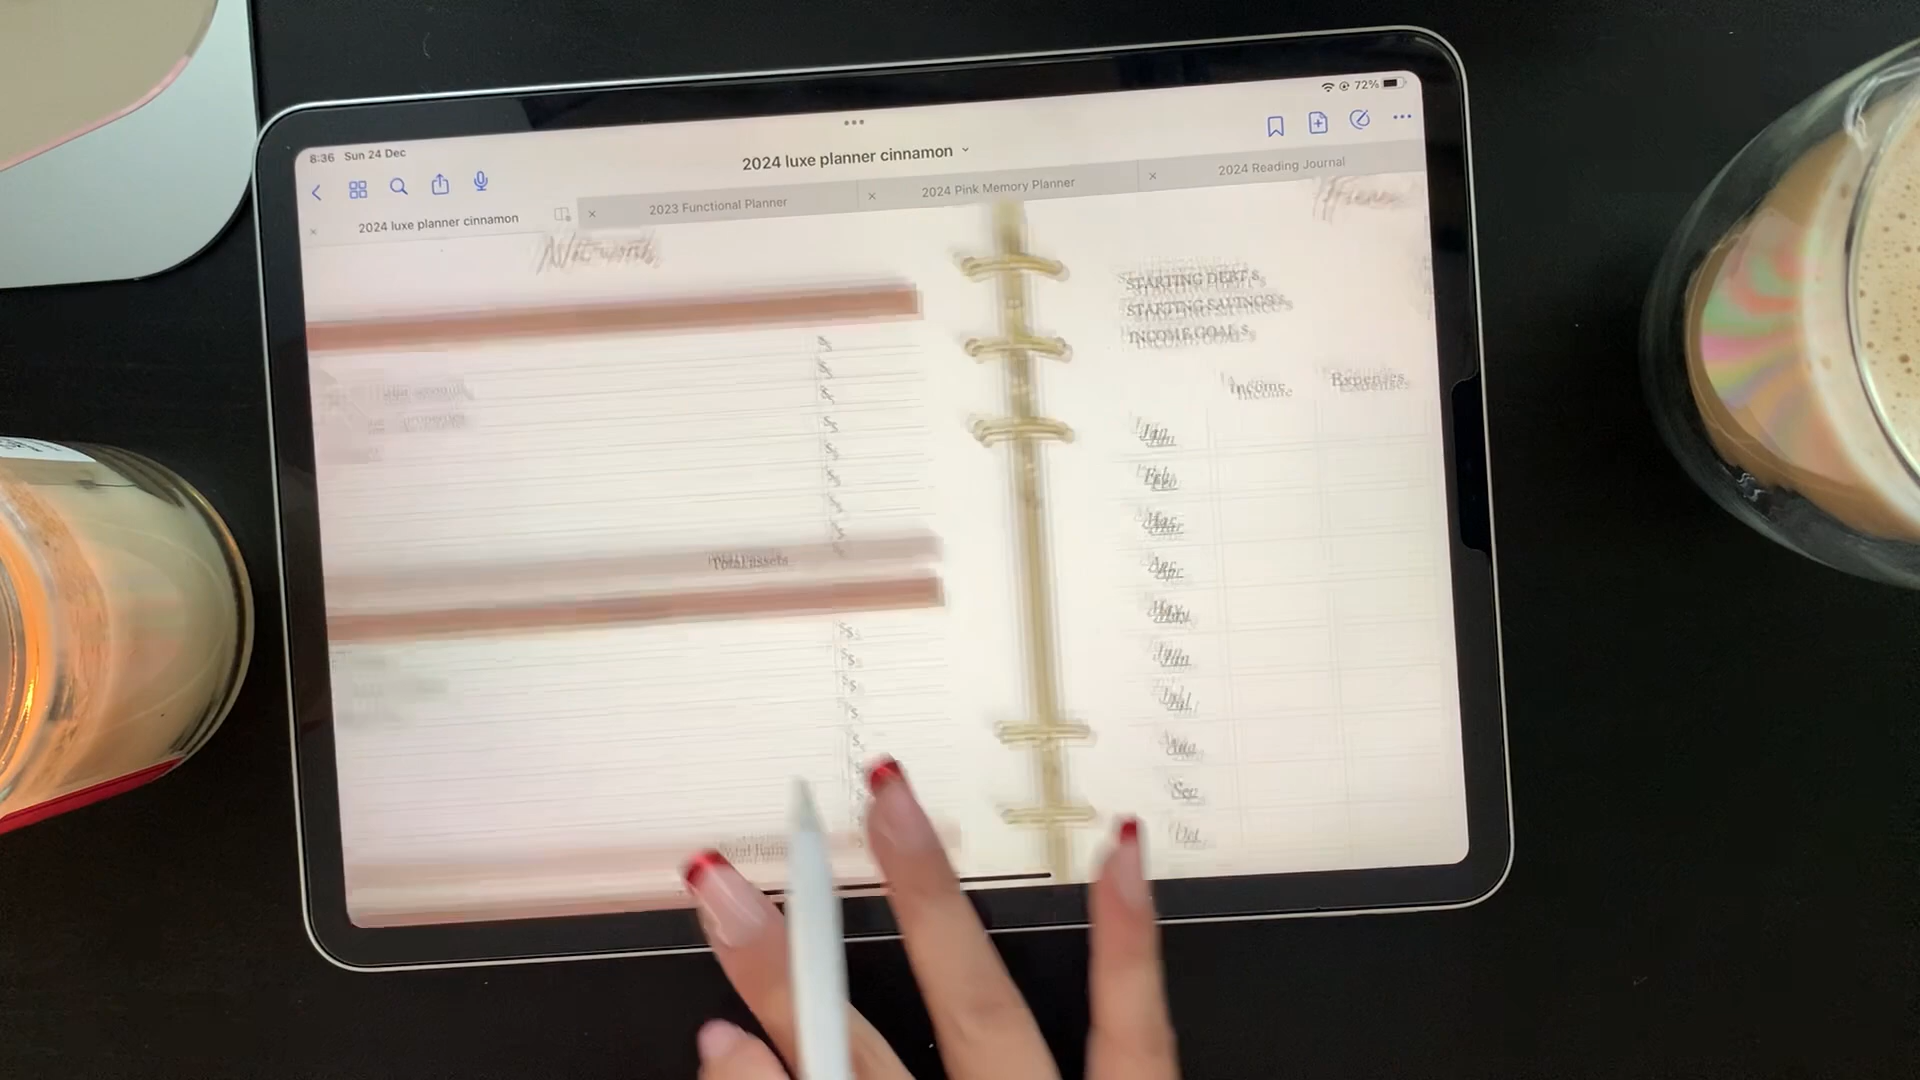 8:36 Sun 24 Dec
72%
2024 luxe planner cinnamon
2024 luxe planner cinnamon
2023 Functional Planner
2024 Pink Memory Planner
2024 Reading Journal
STARTING DEBT $
STARTING SAVINGS $
INCOME GOAL $
Income Expenses
$
$
$
$
$
$
$
$
Total assets
$
$
$
$
$
Jan
Feb
Mar
Apr
May
Jun
Jul
Aug
Sep
Oct